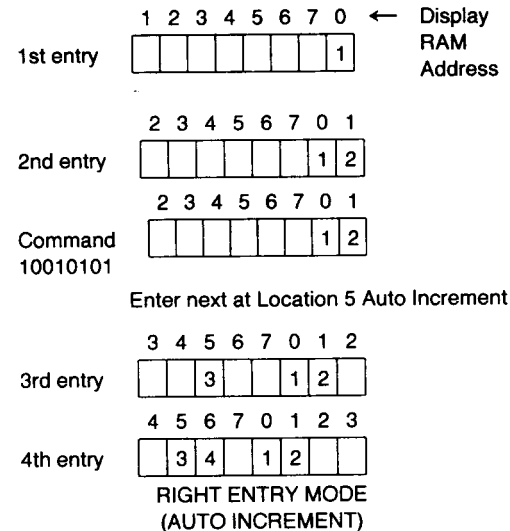 1 2 3 4 5 6 7 0 ← Display
RAM
Address
1st entry 1
2 3 4 5 6 7 0 1
2nd entry 1 2
2 3 4 5 6 7 0 1
Command 1 2
10010101
Enter next at Location 5 Auto Increment
3 4 5 6 7 0 1 2
3rd entry 3 1 2
4 5 6 7 0 1 2 3
4th entry 3 4 1 2
RIGHT ENTRY MODE
(AUTO INCREMENT)